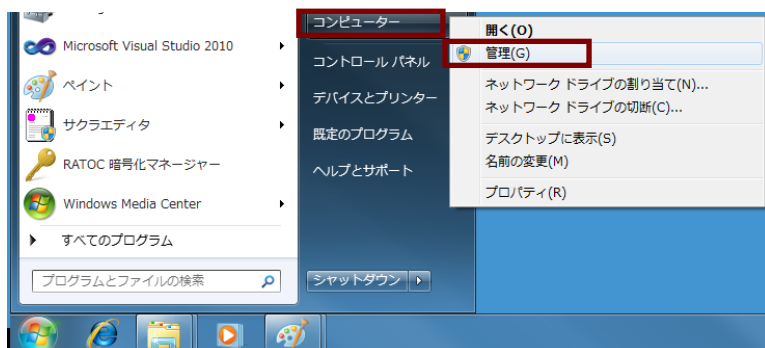 Microsoft Visual Studio 2010
ペイント
サクラエディタ
RATOC 暗号化マネージャー
Windows Media Center
すべてのプログラム
プログラムとファイルの検索
コンピューター
コントロール パネル
デバイスとプリンター
既定のプログラム
ヘルプとサポート
シャットダウン
開く(O)
管理(G)
ネットワーク ドライブの割り当て(N)...
ネットワーク ドライブの切断(C)...
デスクトップに表示(S)
名前の変更(M)
プロパティ(R)